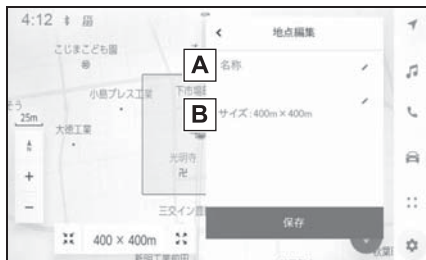 4:12
地点編集
こじまこども園
A
名称
小島プレス工業
下市場
B
サイズ:400m×400m
25m
大徳工業
光明寺
卍
N
+
三交イン
−
保存
400 × 400m